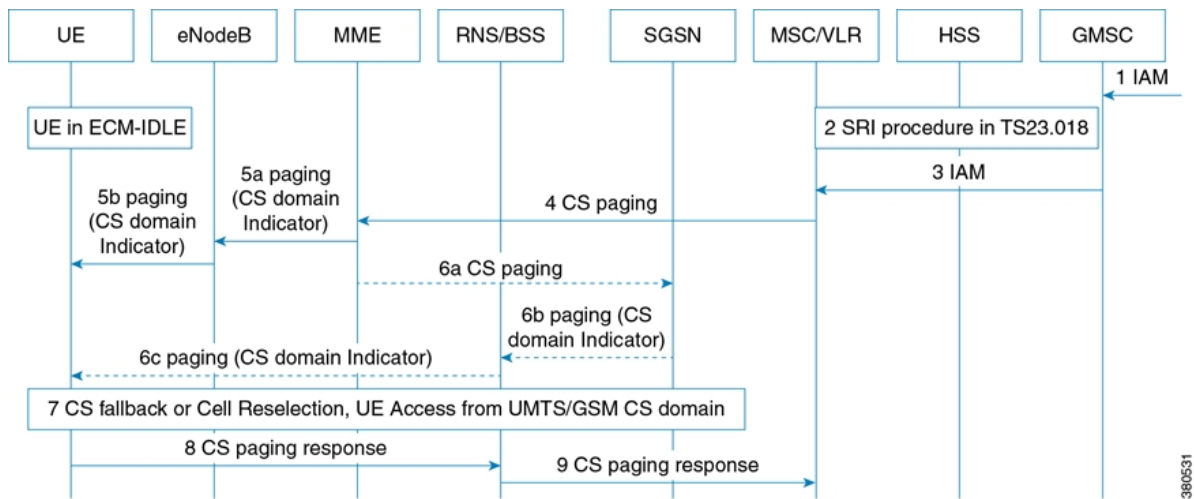 UE
eNodeB
MME
RNS/BSS
SGSN
MSC/VLR
HSS
GMSC
1 IAM
UE in ECM-IDLE
2 SRI procedure in TS23.018
3 IAM
4 CS paging
5a paging
(CS domain
Indicator)
5b paging
(CS domain
Indicator)
6a CS paging
6b paging (CS
domain Indicator)
6c paging (CS domain Indicator)
7 CS fallback or Cell Reselection, UE Access from UMTS/GSM CS domain
8 CS paging response
9 CS paging response
380531